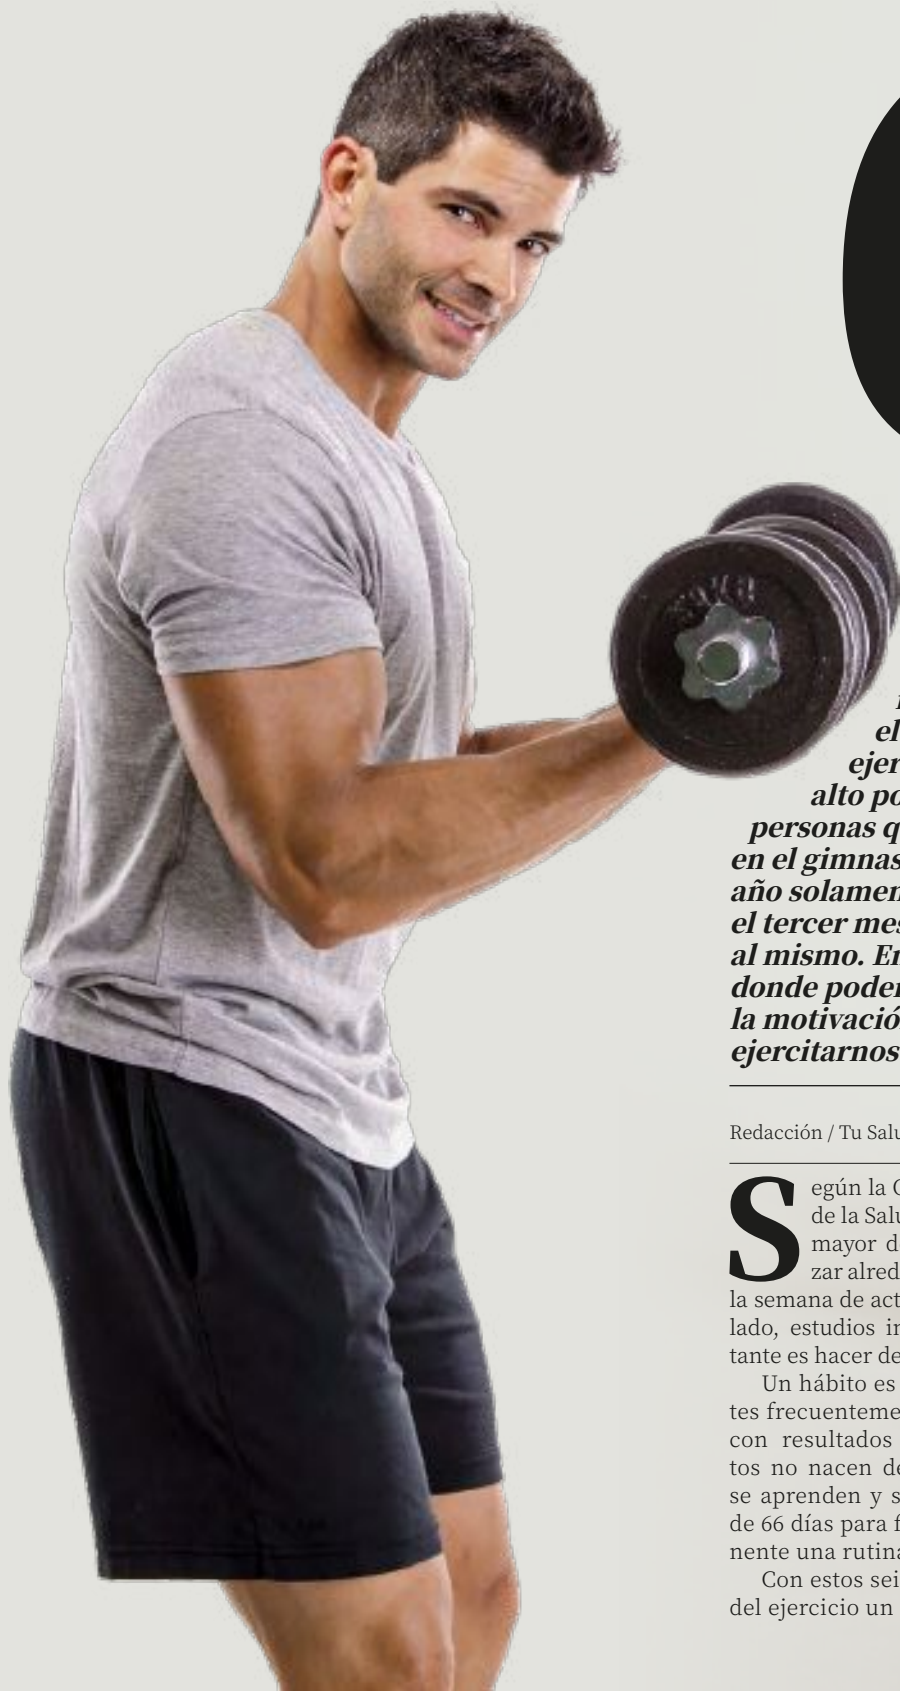 el
ejer
alto po
personas q
en el gimnas
año solamen
el tercer mes
al mismo. En
donde poder
la motivació
ejercitarnos
Redacción / Tu Salu
Según la O
de la Salu
mayor d
zar alred
la semana de act
lado, estudios in
tante es hacer de
Un hábito es
tes frecuenteme
con resultados
tos no nacen de
se aprenden y s
de 66 días para f
nente una rutina
Con estos sei
del ejercicio un